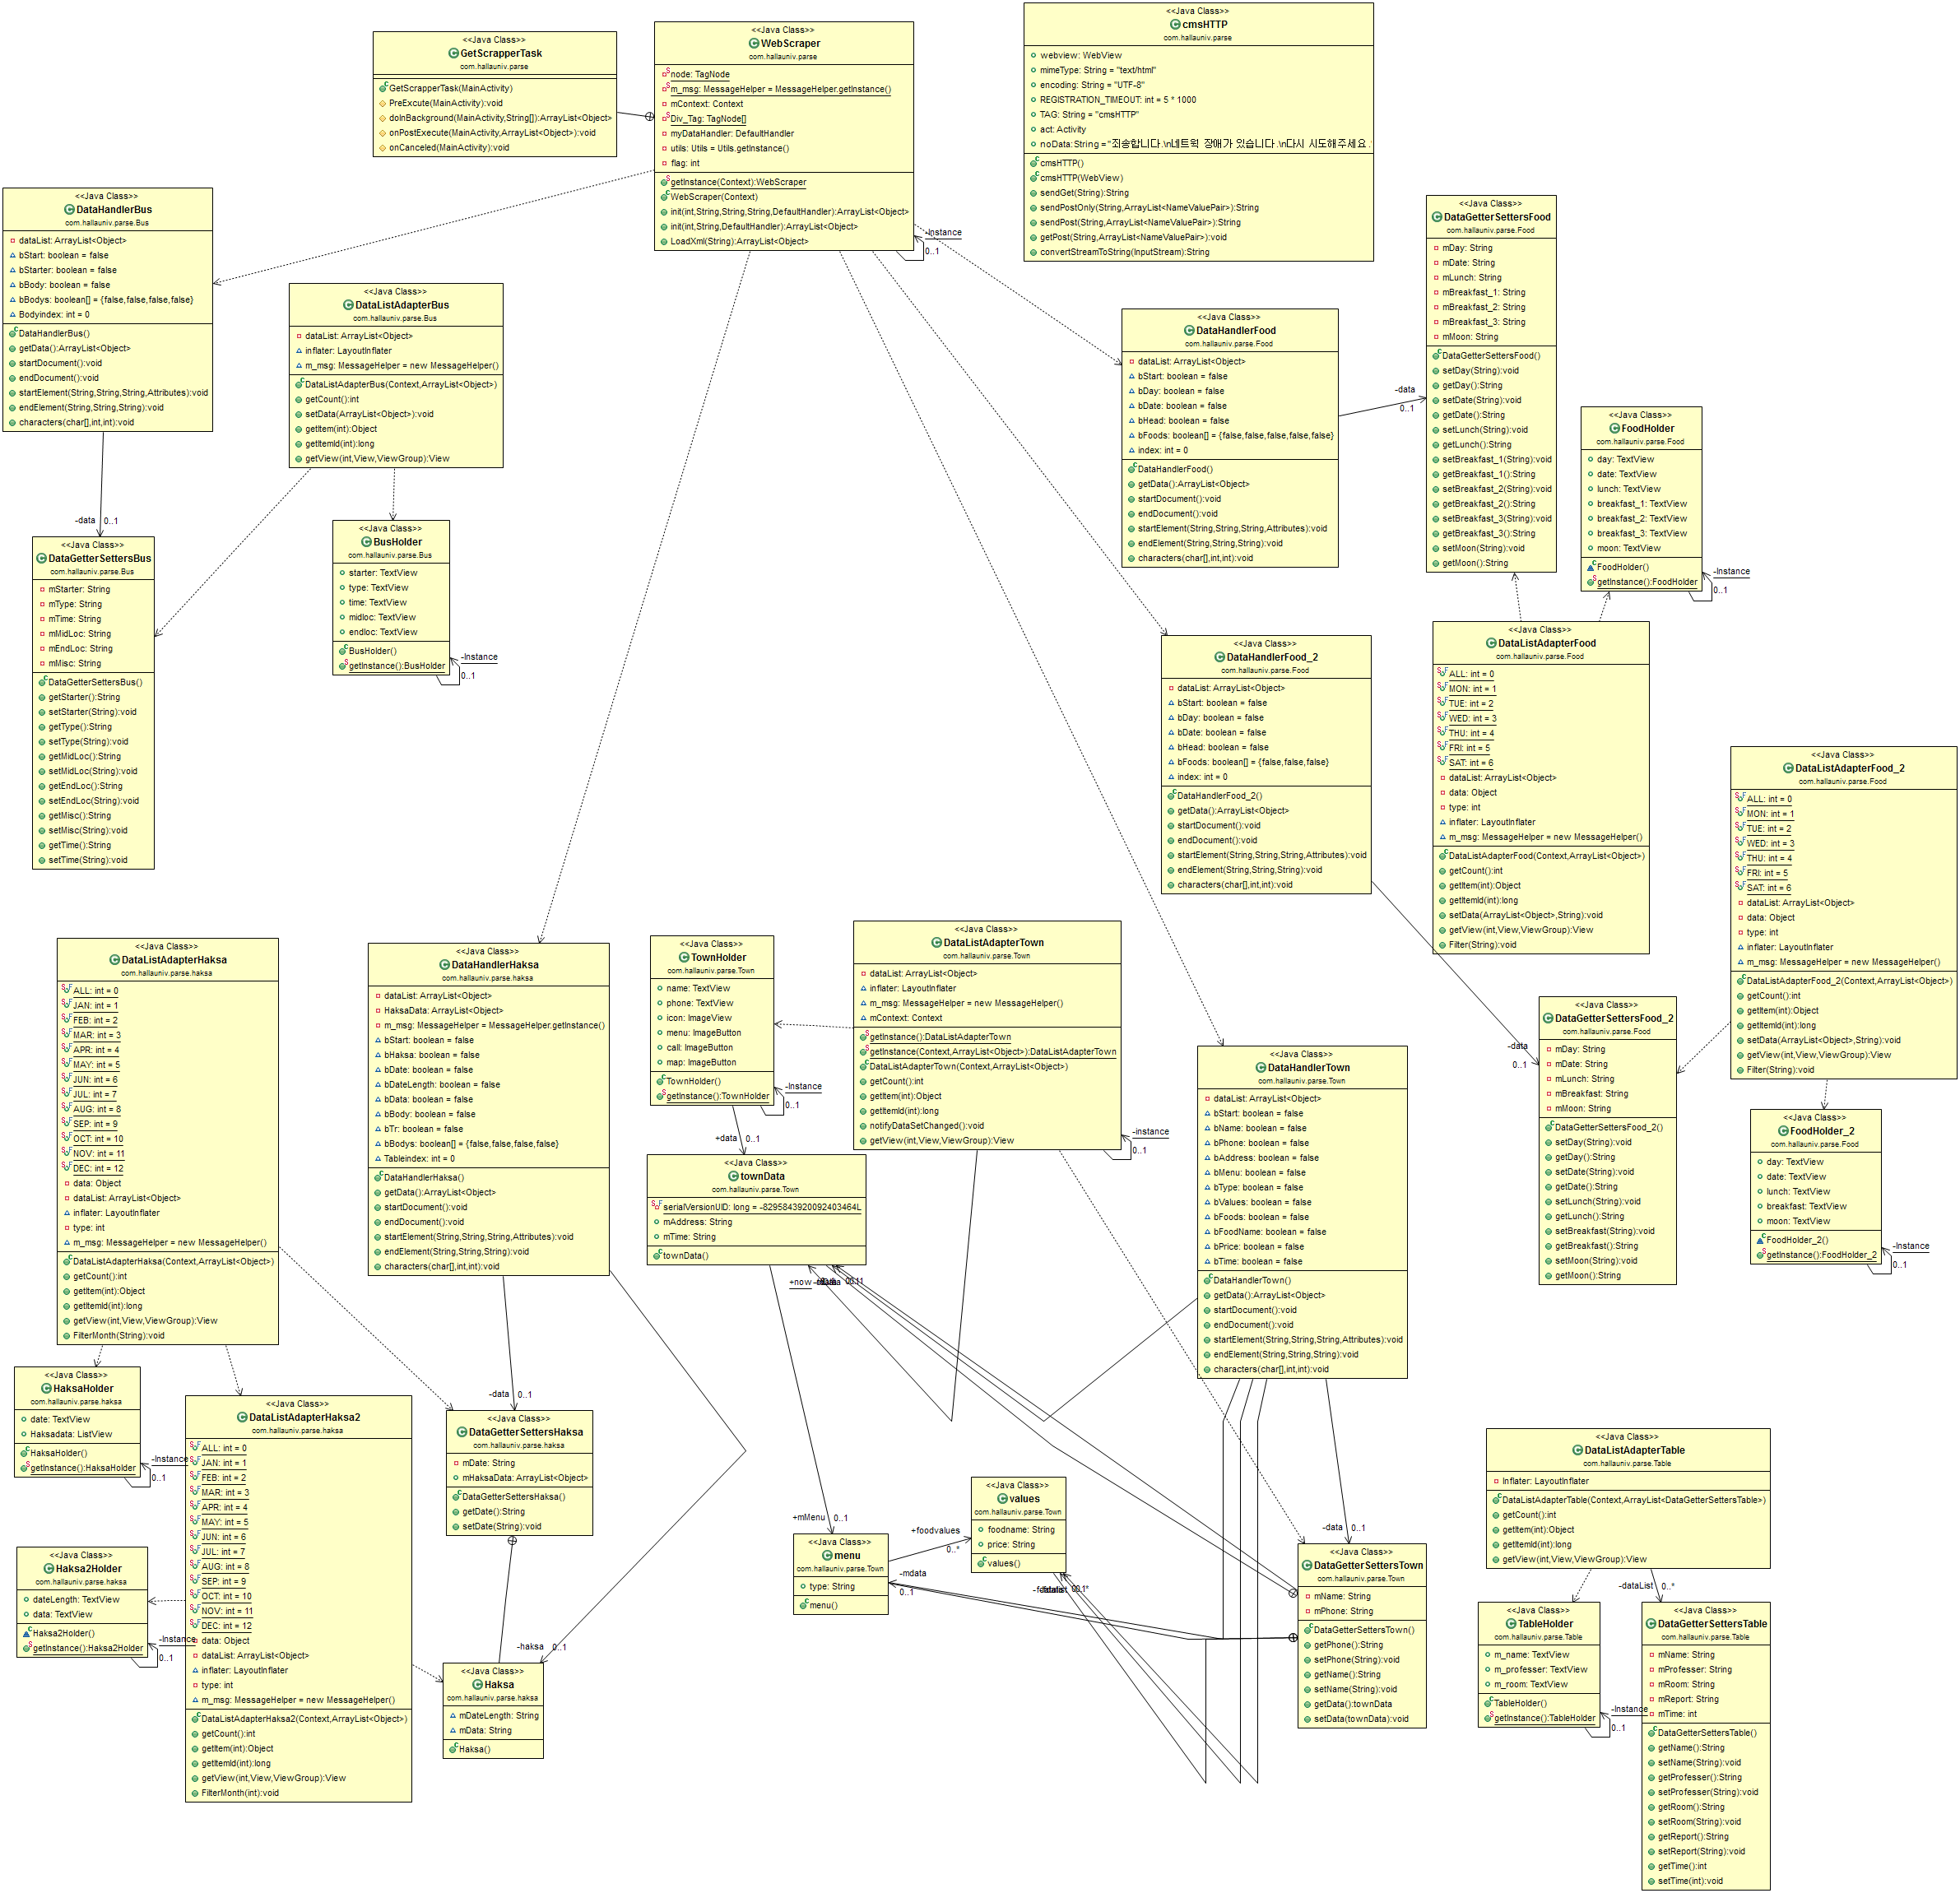 <<Java Class>>
GetScrapperTask
com.hallauniv.parse
GetScrapperTask(MainActivity)
PreExcute(MainActivity):void
doInBackground(MainActivity,String[]):ArrayList<Object>
onPostExecute(MainActivity,ArrayList<Object>):void
onCanceled(MainActivity):void
<<Java Class>>
WebScraper
com.hallauniv.parse
node: TagNode
m_msg: MessageHelper = MessageHelper.getInstance()
mContext: Context
Div_Tag: TagNode[]
myDataHandler: DefaultHandler
utils: Utils = Utils.getInstance()
flag: int
getInstance(Context):WebScraper
WebScraper(Context)
init(int,String,String,String,DefaultHandler):ArrayList<Object>
init(int,String,DefaultHandler):ArrayList<Object>
LoadXml(String):ArrayList<Object>
-Instance
0..1
<<Java Class>>
cmsHTTP
com.hallauniv.parse
webview: WebView
mimeType: String = "text/html"
encoding: String = "UTF-8"
REGISTRATION_TIMEOUT: int = 5 * 1000
TAG: String = "cmsHTTP"
act: Activity
noData:String ="죄송합니다.\n네트웍 장애가 있습니다.\n다시 시도해주세요.
cmsHTTP()
cmsHTTP(WebView)
sendGet(String):String
sendPostOnly(String,ArrayList<NameValuePair>):String
sendPost(String,ArrayList<NameValuePair>):String
getPost(String,ArrayList<NameValuePair>):void
convertStreamToString(InputStream):String
<<Java Class>>
DataHandlerBus
com.hallauniv.parse.Bus
dataList: ArrayList<Object>
bStart: boolean = false
bStarter: boolean = false
bBody: boolean = false
bBodys: boolean[] = {false,false,false,false}
Bodyindex: int = 0
DataHandlerBus()
getData():ArrayList<Object>
startDocument():void
endDocument():void
startElement(String,String,String,Attributes):void
endElement(String,String,String):void
characters(char[],int,int):void
-data
0..1
<<Java Class>>
DataListAdapterBus
com.hallauniv.parse.Bus
dataList: ArrayList<Object>
inflater: LayoutInflater
m_msg: MessageHelper = new MessageHelper()
DataListAdapterBus(Context,ArrayList<Object>)
getCount():int
setData(ArrayList<Object>):void
getItem(int):Object
getItemId(int):long
getView(int,View,ViewGroup):View
<<Java Class>>
BusHolder
com.hallauniv.parse.Bus
starter: TextView
type: TextView
time: TextView
midloc: TextView
endloc: TextView
BusHolder()
getInstance():BusHolder
-Instance
0..1
<<Java Class>>
DataGetterSettersBus
com.hallauniv.parse.Bus
mStarter: String
mType: String
mTime: String
mMidLoc: String
mEndLoc: String
mMisc: String
DataGetterSettersBus()
getStarter():String
setStarter(String):void
getType():String
setType(String):void
getMidLoc():String
setMidLoc(String):void
getEndLoc():String
setEndLoc(String):void
getMisc():String
setMisc(String):void
getTime():String
setTime(String):void
<<Java Class>>
DataHandlerFood
com.hallauniv.parse.Food
dataList: ArrayList<Object>
bStart: boolean = false
bDay: boolean = false
bDate: boolean = false
bHead: boolean = false
bFoods: boolean[] = {false,false,false,false,false}
index: int = 0
DataHandlerFood()
getData():ArrayList<Object>
startDocument():void
endDocument():void
startElement(String,String,String,Attributes):void
endElement(String,String,String):void
characters(char[],int,int):void
-data
0..1
<<Java Class>>
DataGetterSettersFood
com.hallauniv.parse.Food
mDay: String
mDate: String
mLunch: String
mBreakfast_1: String
mBreakfast_2: String
mBreakfast_3: String
mMoon: String
DataGetterSettersFood()
setDay(String):void
getDay():String
setDate(String):void
getDate():String
setLunch(String):void
getLunch():String
setBreakfast_1(String):void
getBreakfast_1():String
setBreakfast_2(String):void
getBreakfast_2():String
setBreakfast_3(String):void
getBreakfast_3():String
setMoon(String):void
getMoon():String
<<Java Class>>
FoodHolder
com.hallauniv.parse.Food
day: TextView
date: TextView
lunch: TextView
breakfast_1: TextView
breakfast_2: TextView
breakfast_3: TextView
moon: TextView
FoodHolder()
getInstance():FoodHolder
-Instance
0..1
<<Java Class>>
DataHandlerFood_2
com.hallauniv.parse.Food
dataList: ArrayList<Object>
bStart: boolean = false
bDay: boolean = false
bDate: boolean = false
bHead: boolean = false
bFoods: boolean[] = {false,false,false}
index: int = 0
DataHandlerFood_2()
getData():ArrayList<Object>
startDocument():void
endDocument():void
startElement(String,String,String,Attributes):void
endElement(String,String,String):void
characters(char[],int,int):void
-data
0..1
<<Java Class>>
DataListAdapterFood
com.hallauniv.parse.Food
ALL: int = 0
MON: int = 1
TUE: int = 2
WED: int = 3
THU: int = 4
FRI: int = 5
SAT: int = 6
dataList: ArrayList<Object>
data: Object
type: int
inflater: LayoutInflater
m_msg: MessageHelper = new MessageHelper()
DataListAdapterFood(Context,ArrayList<Object>)
getCount():int
getItem(int):Object
getItemId(int):long
setData(ArrayList<Object>,String):void
getView(int,View,ViewGroup):View
Filter(String):void
<<Java Class>>
DataListAdapterFood_2
com.hallauniv.parse.Food
ALL: int = 0
MON: int = 1
TUE: int = 2
WED: int = 3
THU: int = 4
FRI: int = 5
SAT: int = 6
dataList: ArrayList<Object>
data: Object
type: int
inflater: LayoutInflater
m_msg: MessageHelper = new MessageHelper()
DataListAdapterFood_2(Context,ArrayList<Object>)
getCount():int
getItem(int):Object
getItemId(int):long
setData(ArrayList<Object>,String):void
getView(int,View,ViewGroup):View
Filter(String):void
<<Java Class>>
DataGetterSettersFood_2
com.hallauniv.parse.Food
mDay: String
mDate: String
mLunch: String
mBreakfast: String
mMoon: String
DataGetterSettersFood_2()
setDay(String):void
getDay():String
setDate(String):void
getDate():String
setLunch(String):void
getLunch():String
setBreakfast(String):void
getBreakfast():String
setMoon(String):void
getMoon():String
<<Java Class>>
FoodHolder_2
com.hallauniv.parse.Food
day: TextView
date: TextView
lunch: TextView
breakfast: TextView
moon: TextView
FoodHolder_2()
getInstance():FoodHolder_2
-Instance
0..1
<<Java Class>>
DataListAdapterHaksa
com.hallauniv.parse.haksa
ALL: int = 0
JAN: int = 1
FEB: int = 2
MAR: int = 3
APR: int = 4
MAY: int = 5
JUN: int = 6
JUL: int = 7
AUG: int = 8
SEP: int = 9
OCT: int = 10
NOV: int = 11
DEC: int = 12
data: Object
dataList: ArrayList<Object>
inflater: LayoutInflater
type: int
m_msg: MessageHelper = new MessageHelper()
DataListAdapterHaksa(Context,ArrayList<Object>)
getCount():int
getItem(int):Object
getItemId(int):long
getView(int,View,ViewGroup):View
FilterMonth(String):void
<<Java Class>>
DataHandlerHaksa
com.hallauniv.parse.haksa
dataList: ArrayList<Object>
HaksaData: ArrayList<Object>
m_msg: MessageHelper = MessageHelper.getInstance()
bStart: boolean = false
bHaksa: boolean = false
bDate: boolean = false
bDateLength: boolean = false
bData: boolean = false
bBody: boolean = false
bTr: boolean = false
bBodys: boolean[] = {false,false,false,false}
Tableindex: int = 0
DataHandlerHaksa()
getData():ArrayList<Object>
startDocument():void
endDocument():void
startElement(String,String,String,Attributes):void
endElement(String,String,String):void
characters(char[],int,int):void
-data
0..1
-haksa
0..1
<<Java Class>>
TownHolder
com.hallauniv.parse.Town
name: TextView
phone: TextView
icon: ImageView
menu: ImageButton
call: ImageButton
map: ImageButton
TownHolder()
getInstance():TownHolder
-Instance
0..1
+data
0..1
<<Java Class>>
DataListAdapterTown
com.hallauniv.parse.Town
dataList: ArrayList<Object>
inflater: LayoutInflater
m_msg: MessageHelper = new MessageHelper()
mContext: Context
getInstance():DataListAdapterTown
getInstance(Context,ArrayList<Object>):DataListAdapterTown
DataListAdapterTown(Context,ArrayList<Object>)
getCount():int
getItem(int):Object
getItemId(int):long
notifyDataSetChanged():void
getView(int,View,ViewGroup):View
-instance
0..1
<<Java Class>>
townData
com.hallauniv.parse.Town
serialVersionUID: long = -8295843920092403464L
mAddress: String
mTime: String
townData()
+now
<<Java Class>>
DataHandlerTown
com.hallauniv.parse.Town
dataList: ArrayList<Object>
bStart: boolean = false
bName: boolean = false
bPhone: boolean = false
bAddress: boolean = false
bMenu: boolean = false
bType: boolean = false
bValues: boolean = false
bFoods: boolean = false
bFoodName: boolean = false
bPrice: boolean = false
bTime: boolean = false
DataHandlerTown()
getData():ArrayList<Object>
startDocument():void
endDocument():void
startElement(String,String,String,Attributes):void
endElement(String,String,String):void
characters(char[],int,int):void
-data
0..1
<<Java Class>>
HaksaHolder
com.hallauniv.parse.haksa
date: TextView
Haksadata: ListView
HaksaHolder()
getInstance():HaksaHolder
-Instance
0..1
<<Java Class>>
DataListAdapterHaksa2
com.hallauniv.parse.haksa
ALL: int = 0
JAN: int = 1
FEB: int = 2
MAR: int = 3
APR: int = 4
MAY: int = 5
JUN: int = 6
JUL: int = 7
AUG: int = 8
SEP: int = 9
OCT: int = 10
NOV: int = 11
DEC: int = 12
data: Object
dataList: ArrayList<Object>
inflater: LayoutInflater
type: int
m_msg: MessageHelper = new MessageHelper()
DataListAdapterHaksa2(Context,ArrayList<Object>)
getCount():int
getItem(int):Object
getItemId(int):long
getView(int,View,ViewGroup):View
FilterMonth(int):void
<<Java Class>>
Haksa2Holder
com.hallauniv.parse.haksa
dateLength: TextView
data: TextView
Haksa2Holder()
getInstance():Haksa2Holder
-Instance
0..1
<<Java Class>>
DataGetterSettersHaksa
com.hallauniv.parse.haksa
mDate: String
mHaksaData: ArrayList<Object>
DataGetterSettersHaksa()
getDate():String
setDate(String):void
<<Java Class>>
Haksa
com.hallauniv.parse.haksa
mDateLength: String
mData: String
Haksa()
+mMenu
0..1
<<Java Class>>
menu
com.hallauniv.parse.Town
type: String
menu()
+foodvalues
0..*
-mdata
0..1
<<Java Class>>
values
com.hallauniv.parse.Town
foodname: String
price: String
values()
<<Java Class>>
DataGetterSettersTown
com.hallauniv.parse.Town
mName: String
mPhone: String
DataGetterSettersTown()
getPhone():String
setPhone(String):void
getName():String
setName(String):void
getData():townData
setData(townData):void
<<Java Class>>
DataListAdapterTable
com.hallauniv.parse.Table
Inflater: LayoutInflater
DataListAdapterTable(Context,ArrayList<DataGetterSettersTable>)
getCount():int
getItem(int):Object
getItemId(int):long
getView(int,View,ViewGroup):View
-dataList
0..*
<<Java Class>>
TableHolder
com.hallauniv.parse.Table
m_name: TextView
m_professer: TextView
m_room: TextView
TableHolder()
getInstance():TableHolder
-Instance
0..1
<<Java Class>>
DataGetterSettersTable
com.hallauniv.parse.Table
mName: String
mProfesser: String
mRoom: String
mReport: String
mTime: int
DataGetterSettersTable()
getName():String
setName(String):void
getProfesser():String
setProfesser(String):void
getRoom():String
setRoom(String):void
getReport():String
setReport(String):void
getTime():int
setTime(int):void